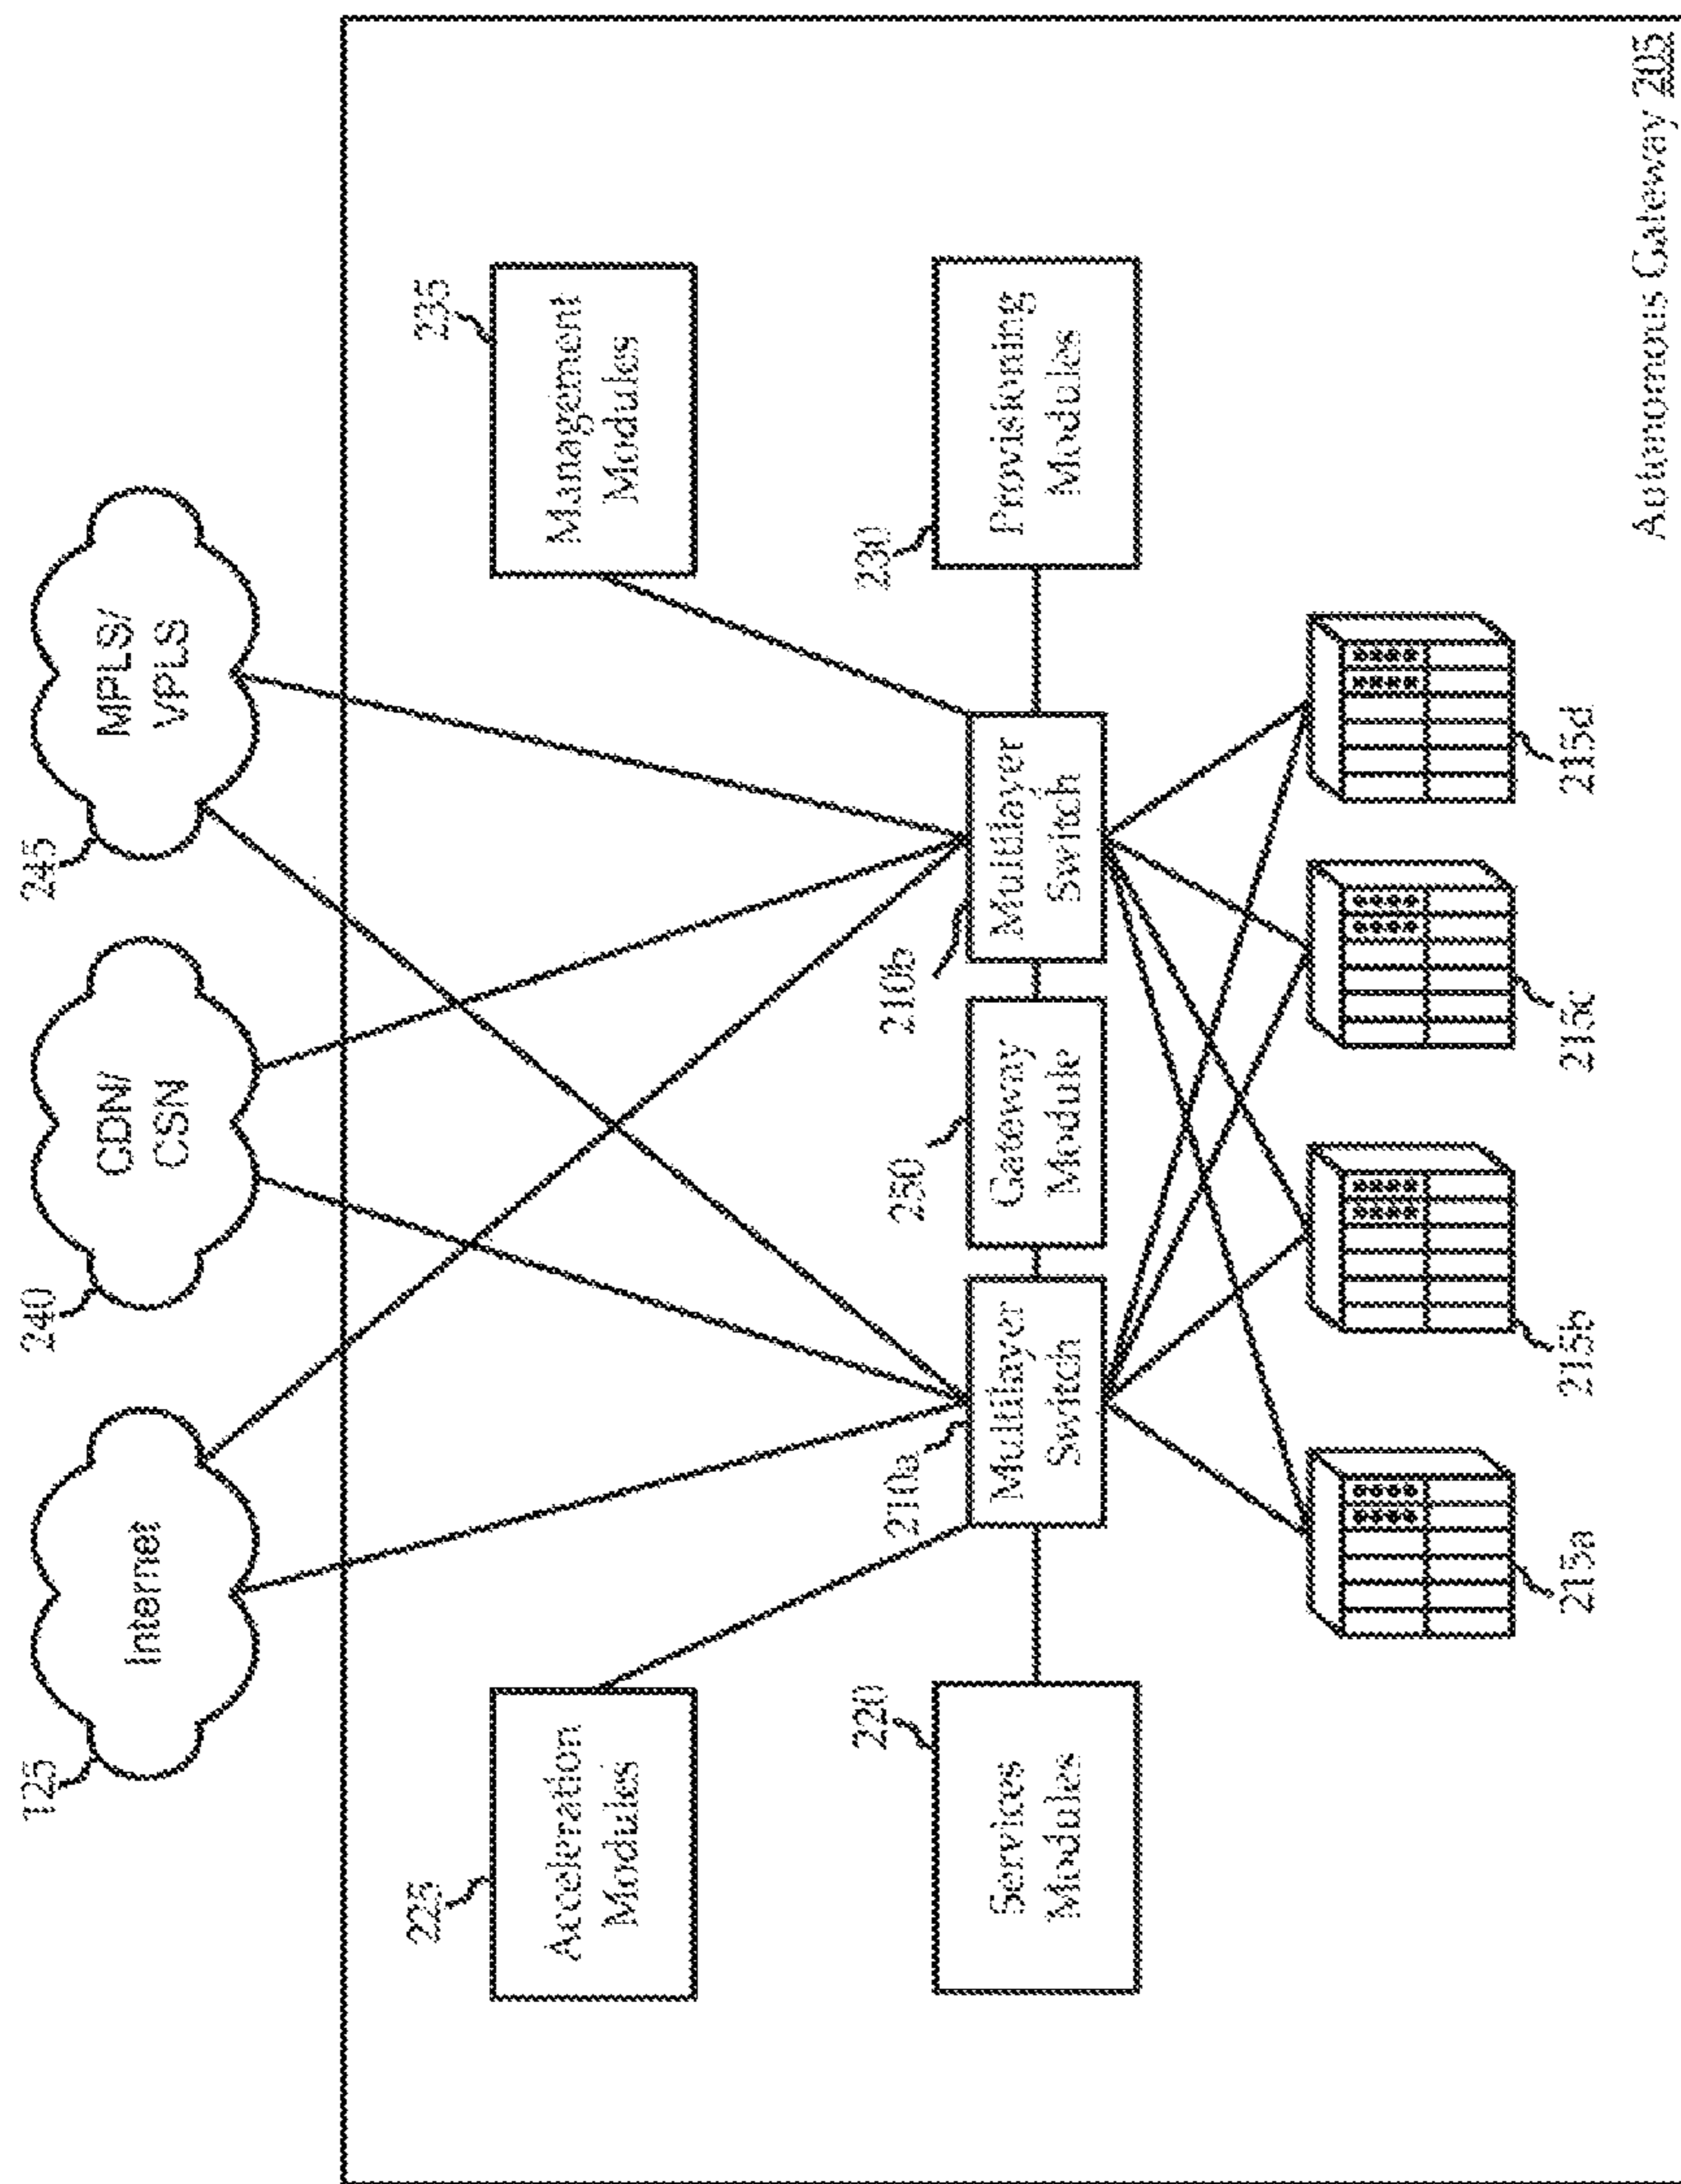 125
Internet
240
CDN/
CSN
245
MPLS/
VPLS
225
Acceleration
Modules
235
Management
Modules
220
Services
Modules
210a
Multilayer
Switch
250
Gateway
Module
210b
Multilayer
Switch
230
Provisioning
Modules
215a
215b
215c
215d
Autonomous Gateway 205